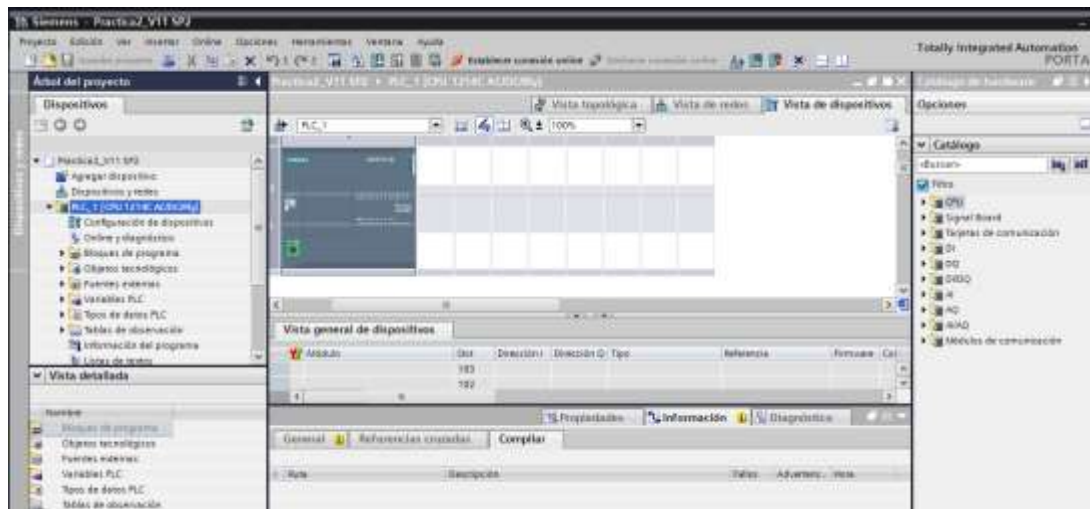 Siemens - Practica2_V11 SP2
Proyecto Edición Ver Insertar Online Opciones Herramientas Ventana Ayuda
Establecer conexión online
Totally Integrated Automation
PORTA
Árbol del proyecto
Dispositivos
Practica2_V11 SP2
Agregar dispositivo
Dispositivos y redes
PLC_1 [CPU 1214C AC/DC/Rly]
Configuración de dispositivos
Online y diagnóstico
Bloques de programa
Objetos tecnológicos
Fuentes externas
Variables PLC
Tipos de datos PLC
Tablas de observación
Información del programa
Listas de textos
Vista detallada
Nombre
Bloques de programa
Objetos tecnológicos
Fuentes externas
Variables PLC
Tipos de datos PLC
Tablas de observación
Practica2_V11 SP2 PLC_1 [CPU 1214C AC/DC/Rly]
Vista topológica
Vista de redes
Vista de dispositivos
PLC_1
100%
Vista general de dispositivos
Módulo Slot Dirección I Dirección Q Tipo Referencia Firmware
103
102
Propiedades
Información
Diagnóstico
General
Referencias cruzadas
Compilar
Ruta Descripción Fallos
Catálogo de hardware
Opciones
Catálogo
<Buscar>
Filtro
CPU
Signal Board
Tarjetas de comunicación
DI
DQ
DI/DQ
AI
AQ
AI/AQ
Módulos de comunicación